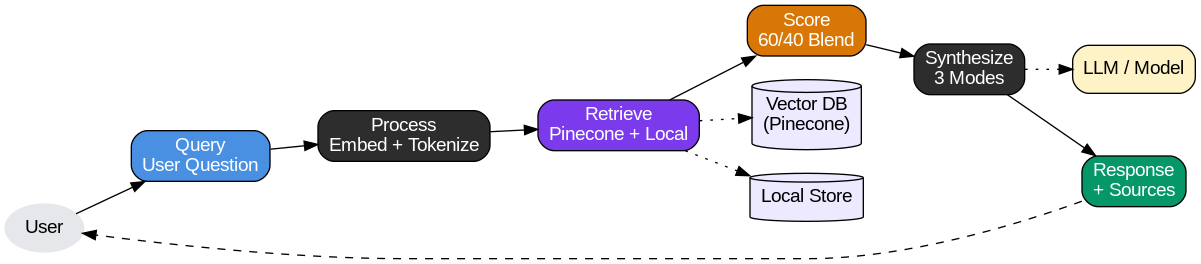 User
Query
User Question
Process
Embed + Tokenize
Retrieve
Pinecone + Local
Score
60/40 Blend
Vector DB
(Pinecone)
Local Store
Synthesize
3 Modes
LLM / Model
Response
+ Sources